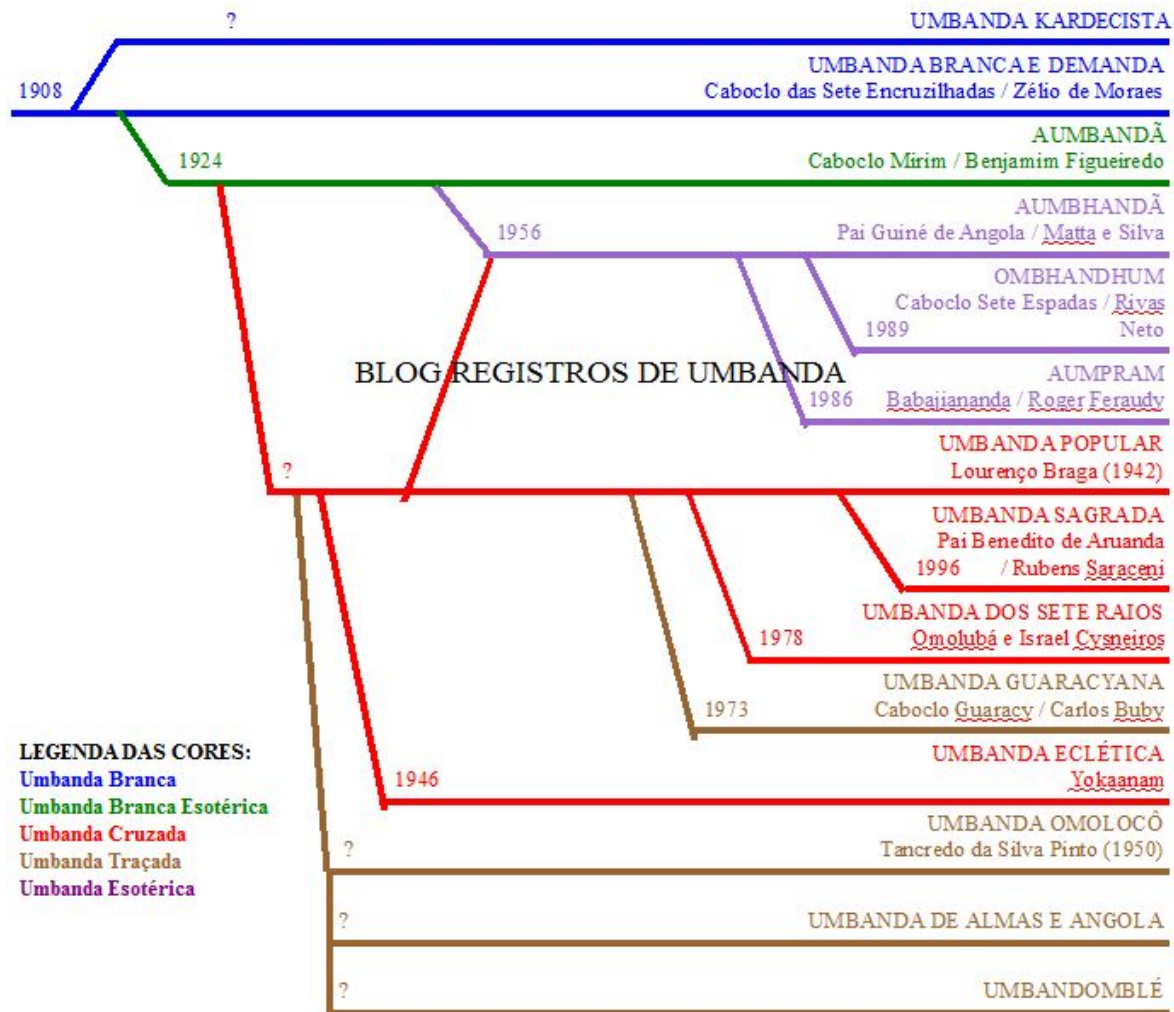 ?
UMBANDA KARDECISTA
1908
UMBANDA BRANCA E DEMANDA
Caboclo das Sete Encruzilhadas / Zélio de Moraes
1924
AUMBANDÃ
Caboclo Mirim / Benjamim Figueiredo
1956
AUMBHANDÃ
Pai Guiné de Angola / Matta e Silva
OMBHANDHUM
Caboclo Sete Espadas / Rivas
1989 Neto
BLOG REGISTROS DE UMBANDA
AUMPRAM
1986 Babajiananda / Roger Feraudy
?
UMBANDA POPULAR
Lourenço Braga (1942)
UMBANDA SAGRADA
Pai Benedito de Aruanda
1996 / Rubens Saraceni
UMBANDA DOS SETE RAIOS
1978 Omolubá e Israel Cysneiros
UMBANDA GUARACYANA
1973 Caboclo Guaracy / Carlos Buby
UMBANDA ECLÉTICA
1946 Yokaanam
UMBANDA OMOLOCÔ
? Tancredo da Silva Pinto (1950)
? UMBANDA DE ALMAS E ANGOLA
? UMBANDOMBLÉ
LEGENDA DAS CORES:
Umbanda Branca
Umbanda Branca Esotérica
Umbanda Cruzada
Umbanda Traçada
Umbanda Esotérica